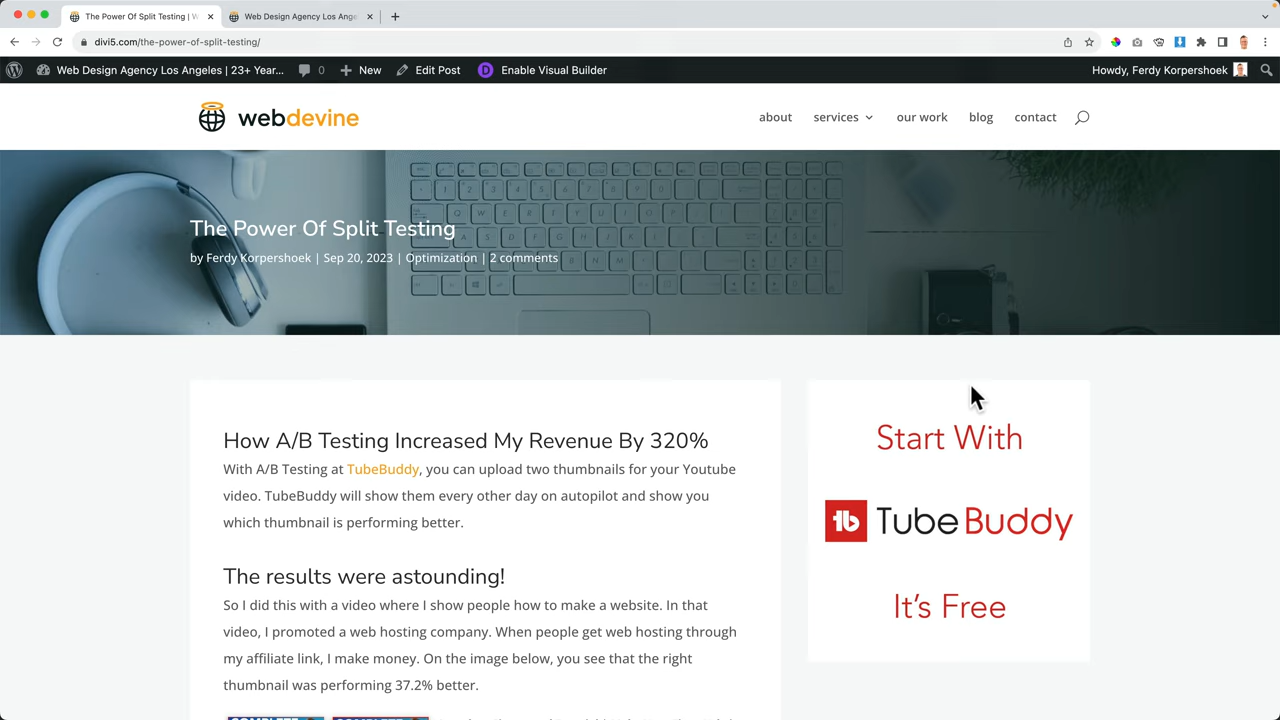 The Power Of Split Testing | W
Web Design Agency Los Ange
divi5.com/the-power-of-split-testing/
Web Design Agency Los Angeles | 23+ Year...
0
New
Edit Post
D
Enable Visual Builder
Howdy, Ferdy Korpershoek
webdevine
about
services
our work
blog
contact
The Power Of Split Testing
by Ferdy Korpershoek | Sep 20, 2023 | Optimization | 2 comments
How A/B Testing Increased My Revenue By 320%
With A/B Testing at TubeBuddy, you can upload two thumbnails for your Youtube
video. TubeBuddy will show them every other day on autopilot and show you
which thumbnail is performing better.
The results were astounding!
So I did this with a video where I show people how to make a website. In that
video, I promoted a web hosting company. When people get web hosting through
my affiliate link, I make money. On the image below, you see that the right
thumbnail was performing 37.2% better.
COMPLETE COMPLETE
Start With
tb TubeBuddy
It's Free